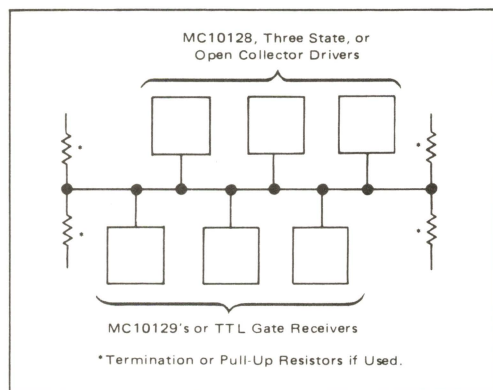 MC10128, Three State, or
Open Collector Drivers
*
*
*
*
MC10129's or TTL Gate Receivers
*Termination or Pull-Up Resistors if Used.